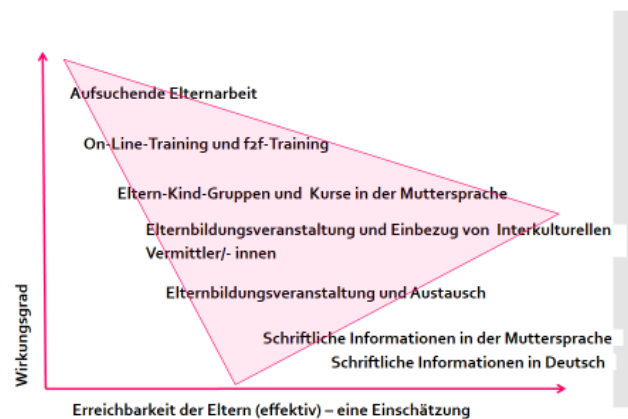 Aufsuchende Elternarbeit
On-Line-Training und f2f-Training
Eltern-Kind-Gruppen und Kurse in der Muttersprache
Elternbildungsveranstaltung und Einbezug von Interkulturellen
Vermittler/- innen
Elternbildungsveranstaltung und Austausch
Schriftliche Informationen in der Muttersprache
Schriftliche Informationen in Deutsch
Wirkungsgrad
Erreichbarkeit der Eltern (effektiv) – eine Einschätzung